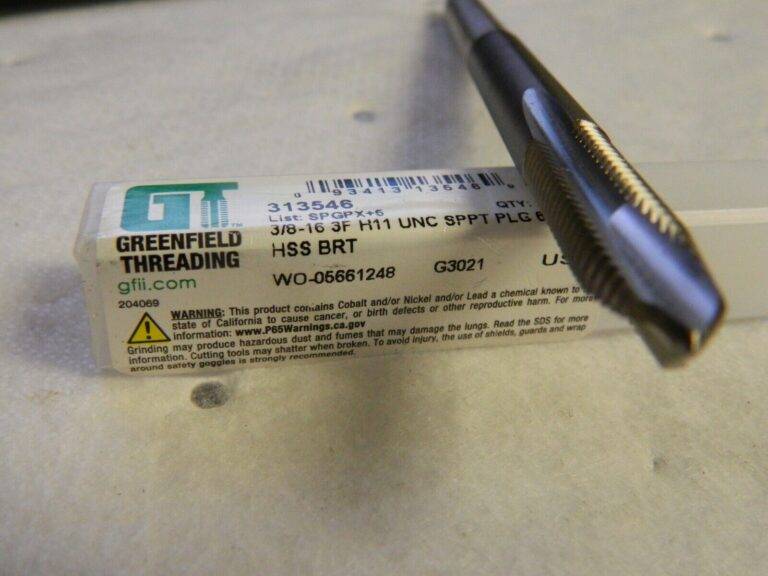 GT™
GREENFIELD
THREADING
gfii.com
204069
0 93413 13546
313546
QTY:
List: SPGPX+6
3/8-16 3F H11 UNC SPPT PLG
HSS BRT
WO-05661248 G3021 US
WARNING: This product contains Cobalt and/or Nickel and/or Lead a chemical known to
state of California to cause cancer, or birth defects or other reproductive harm. For more
information: www.P65Warnings.ca.gov
Grinding may produce hazardous dust and fumes that may damage the lungs. Read the SDS for more
information. Cutting tools may shatter when broken. To avoid injury, the use of shields, guards and wrap
around safety goggles is strongly recommended.